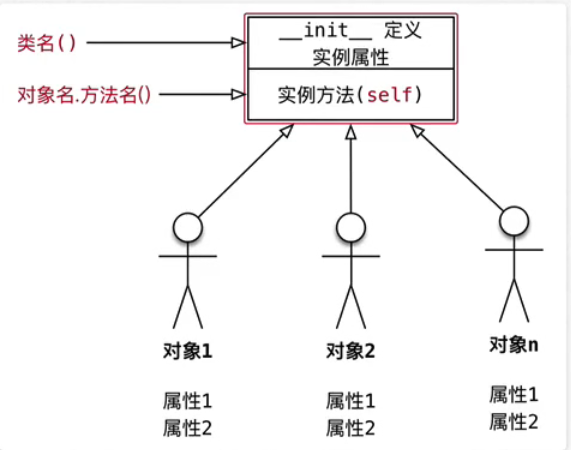 类名()
__init__ 定义
实例属性
对象名.方法名()
实例方法(self)
对象1
对象2
对象n
属性1
属性2
属性1
属性2
属性1
属性2